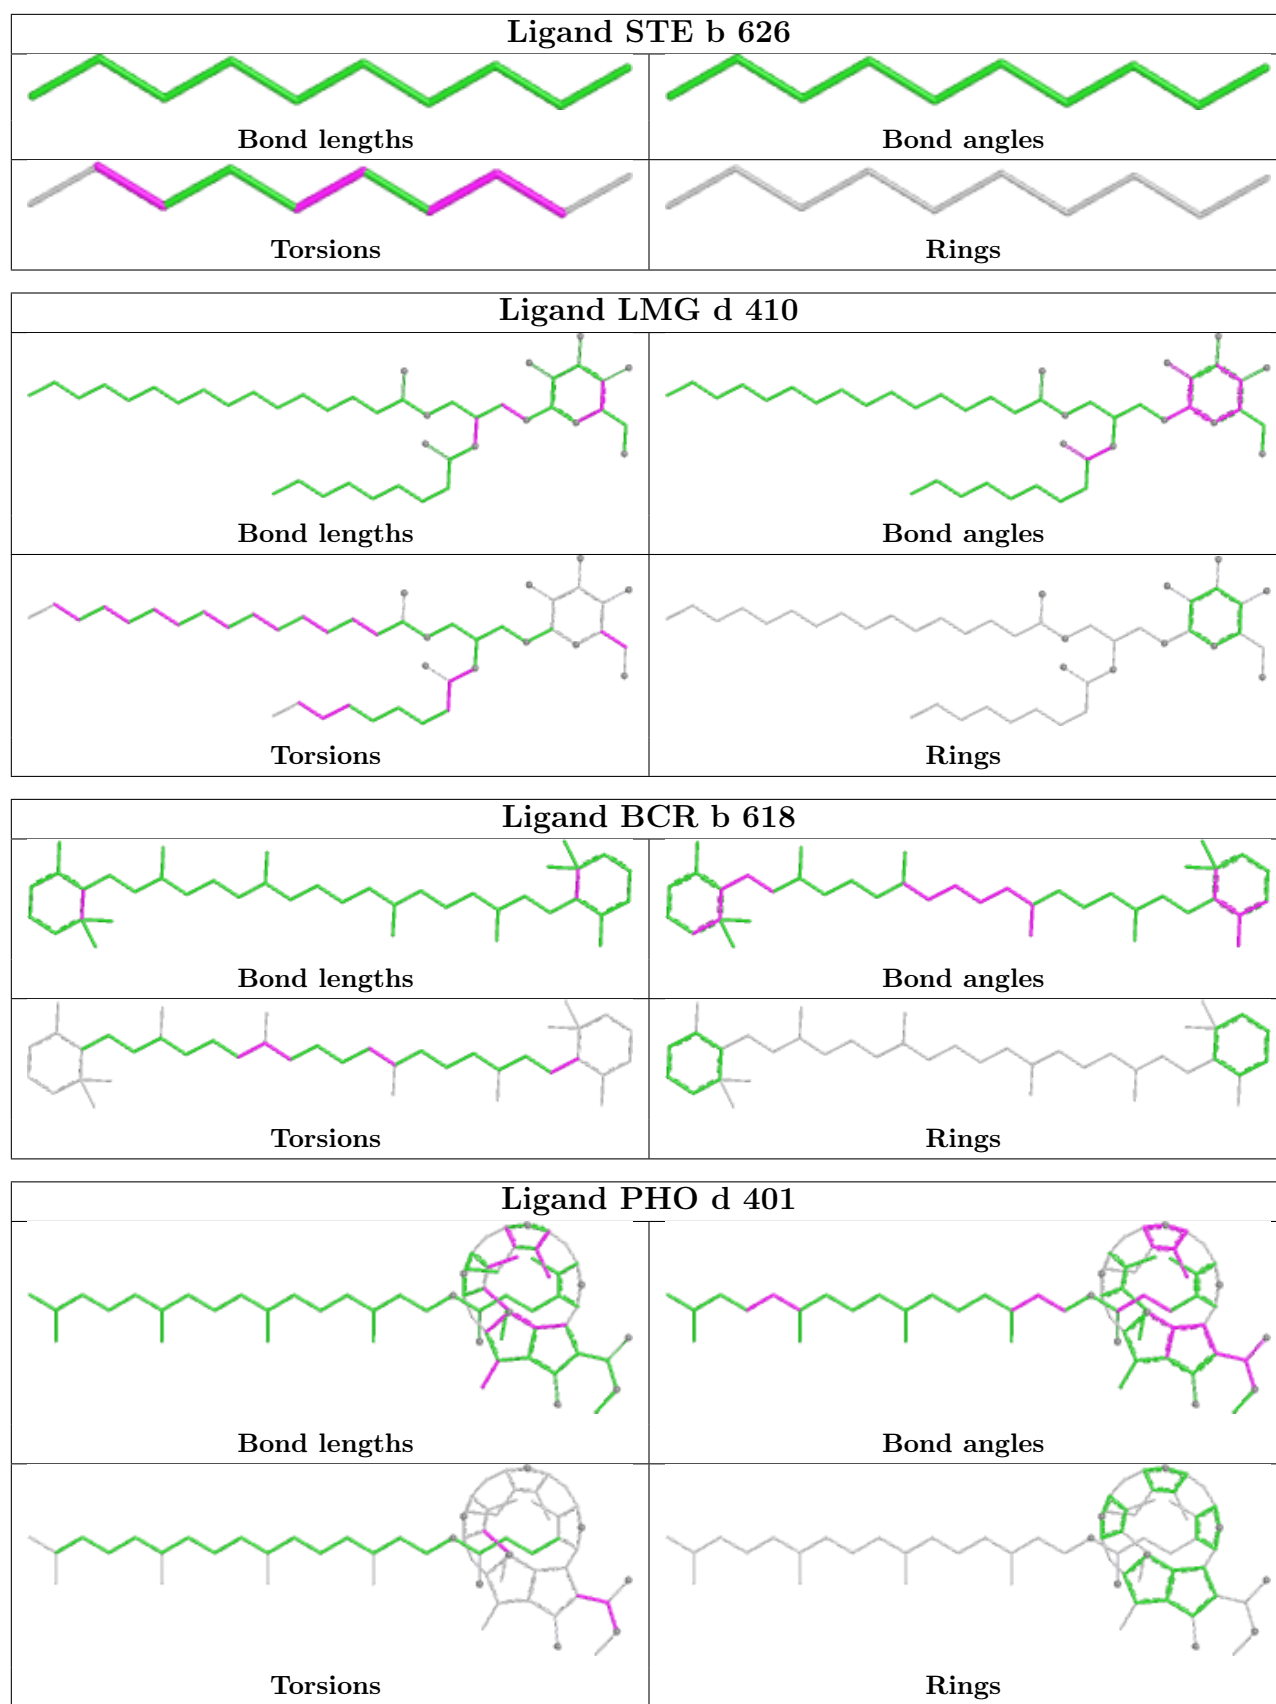 Ligand STE b 626
Bond lengths
Bond angles
Torsions
Rings
Ligand LMG d 410
Bond lengths
Bond angles
Torsions
Rings
Ligand BCR b 618
Bond lengths
Bond angles
Torsions
Rings
Ligand PHO d 401
Bond lengths
Bond angles
Torsions
Rings